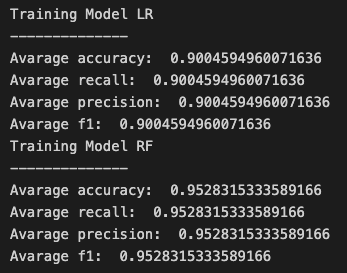 Training Model LR
--------------
Avarage accuracy:  0.9004594960071636
Avarage recall:  0.9004594960071636
Avarage precision:  0.9004594960071636
Avarage f1:  0.9004594960071636
Training Model RF
--------------
Avarage accuracy:  0.9528315333589166
Avarage recall:  0.9528315333589166
Avarage precision:  0.9528315333589166
Avarage f1:  0.9528315333589166